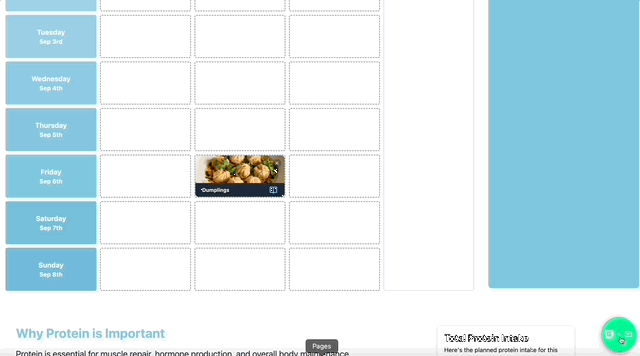 Tuesday
Sep 3rd
Wednesday
Sep 4th
Thursday
Sep 5th
Friday
Sep 6th
Dumplings
Saturday
Sep 7th
Sunday
Sep 8th
Why Protein is Important
Total Protein Intake
Pages
Here's the planned protein intake for this
Protein is essential for muscle repair, hormone production, and overall body maintenance.